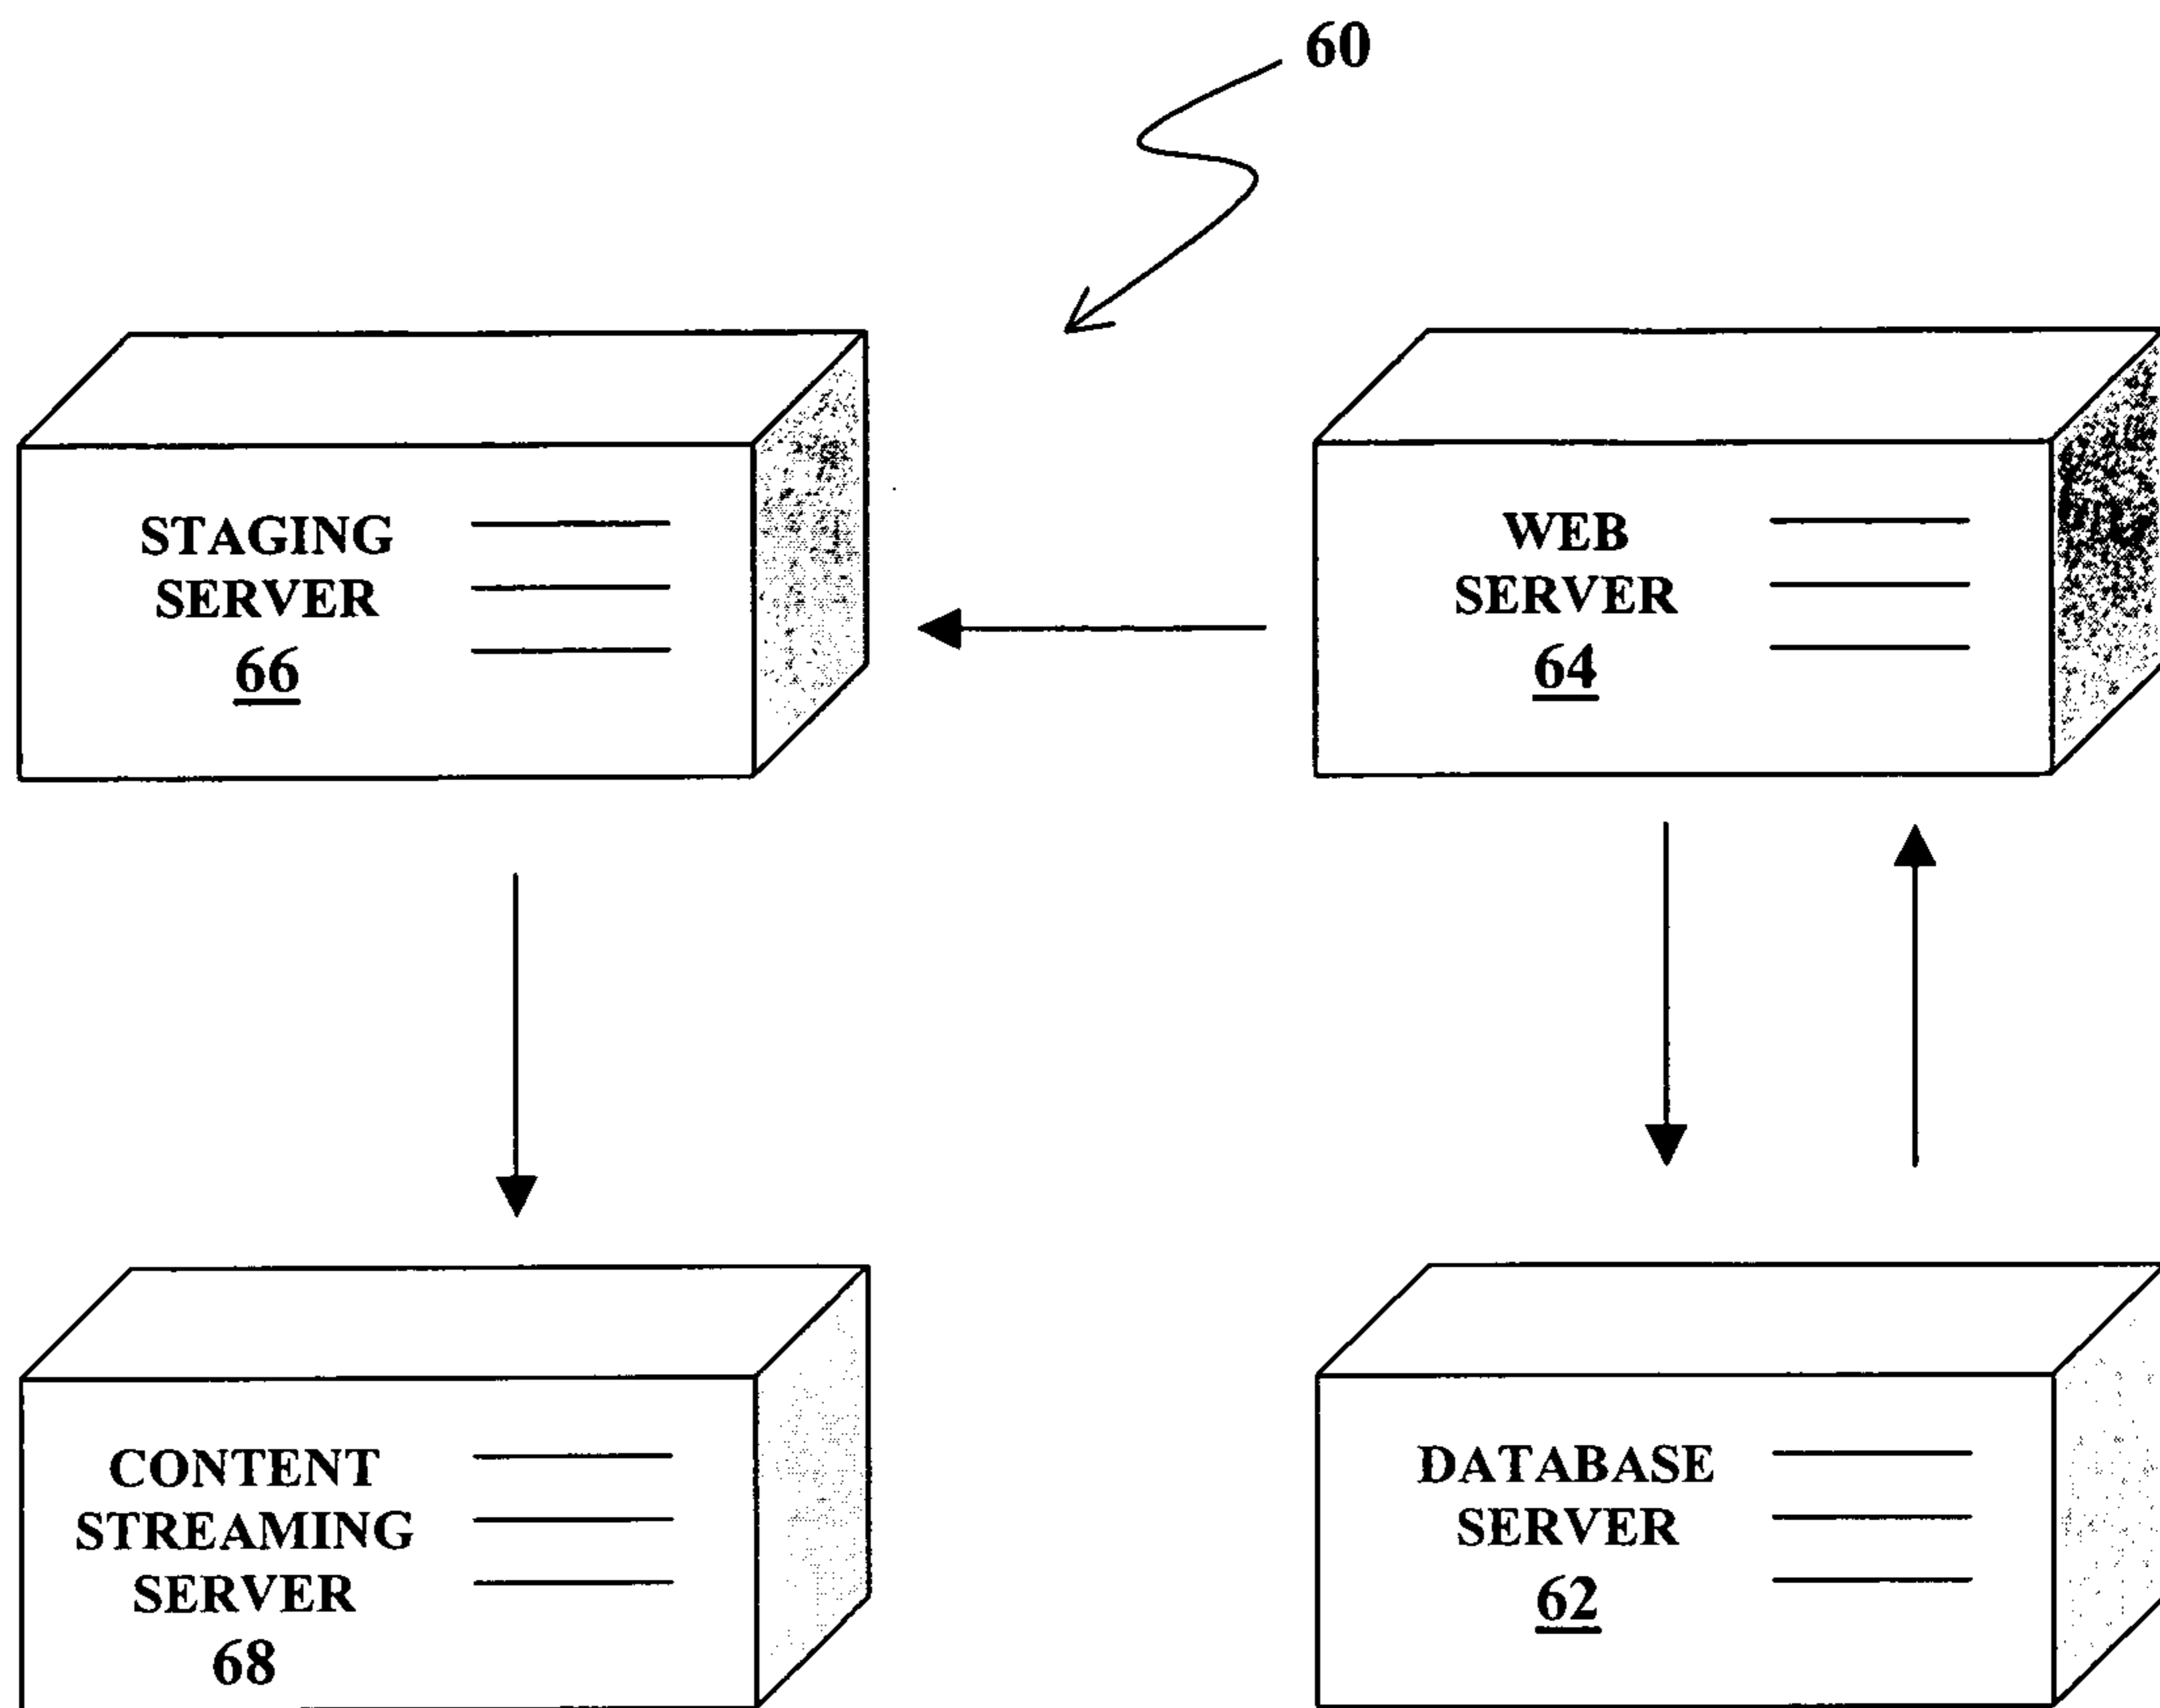 60
STAGING
SERVER
66
WEB
SERVER
64
CONTENT
STREAMING
SERVER
68
DATABASE
SERVER
62